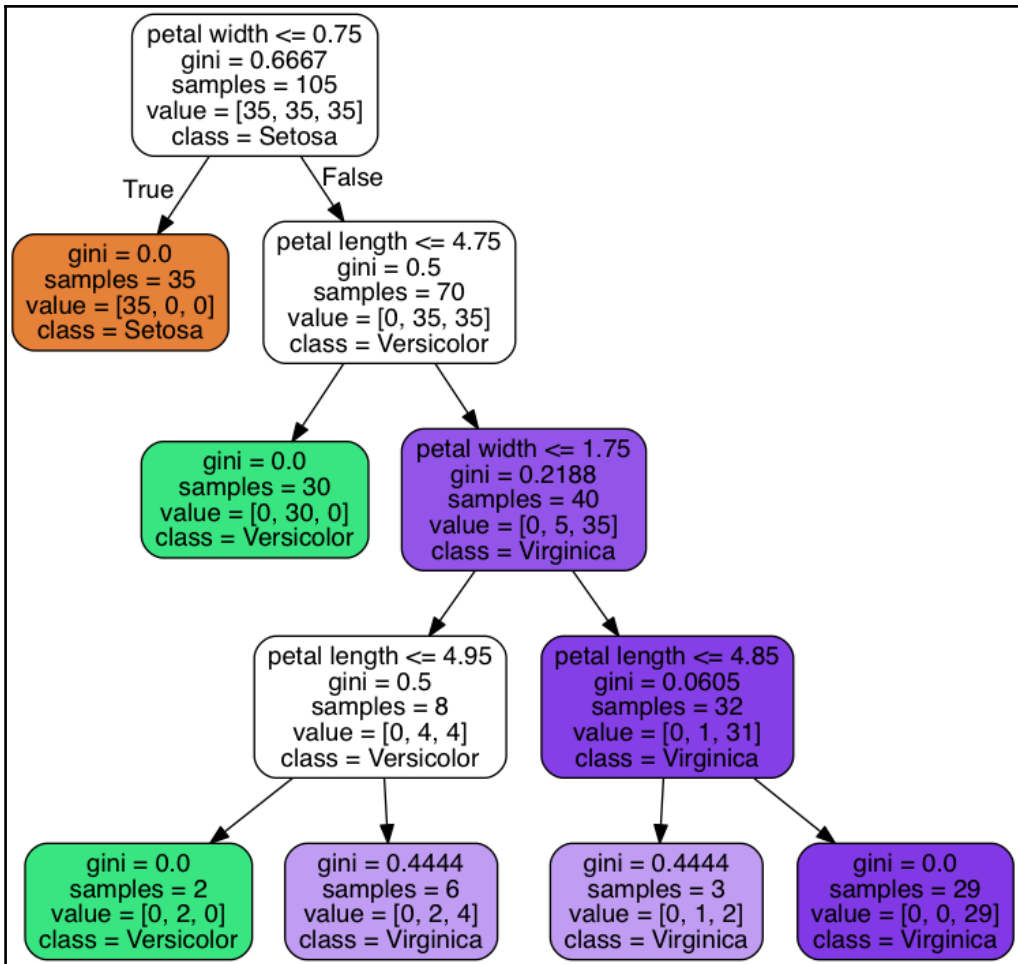 petal width <= 0.75
gini = 0.6667
samples = 105
value = [35, 35, 35]
class = Setosa
True
False
gini = 0.0
samples = 35
value = [35, 0, 0]
class = Setosa
petal length <= 4.75
gini = 0.5
samples = 70
value = [0, 35, 35]
class = Versicolor
gini = 0.0
samples = 30
value = [0, 30, 0]
class = Versicolor
petal width <= 1.75
gini = 0.2188
samples = 40
value = [0, 5, 35]
class = Virginica
petal length <= 4.95
gini = 0.5
samples = 8
value = [0, 4, 4]
class = Versicolor
petal length <= 4.85
gini = 0.0605
samples = 32
value = [0, 1, 31]
class = Virginica
gini = 0.0
samples = 2
value = [0, 2, 0]
class = Versicolor
gini = 0.4444
samples = 6
value = [0, 2, 4]
class = Virginica
gini = 0.4444
samples = 3
value = [0, 1, 2]
class = Virginica
gini = 0.0
samples = 29
value = [0, 0, 29]
class = Virginica